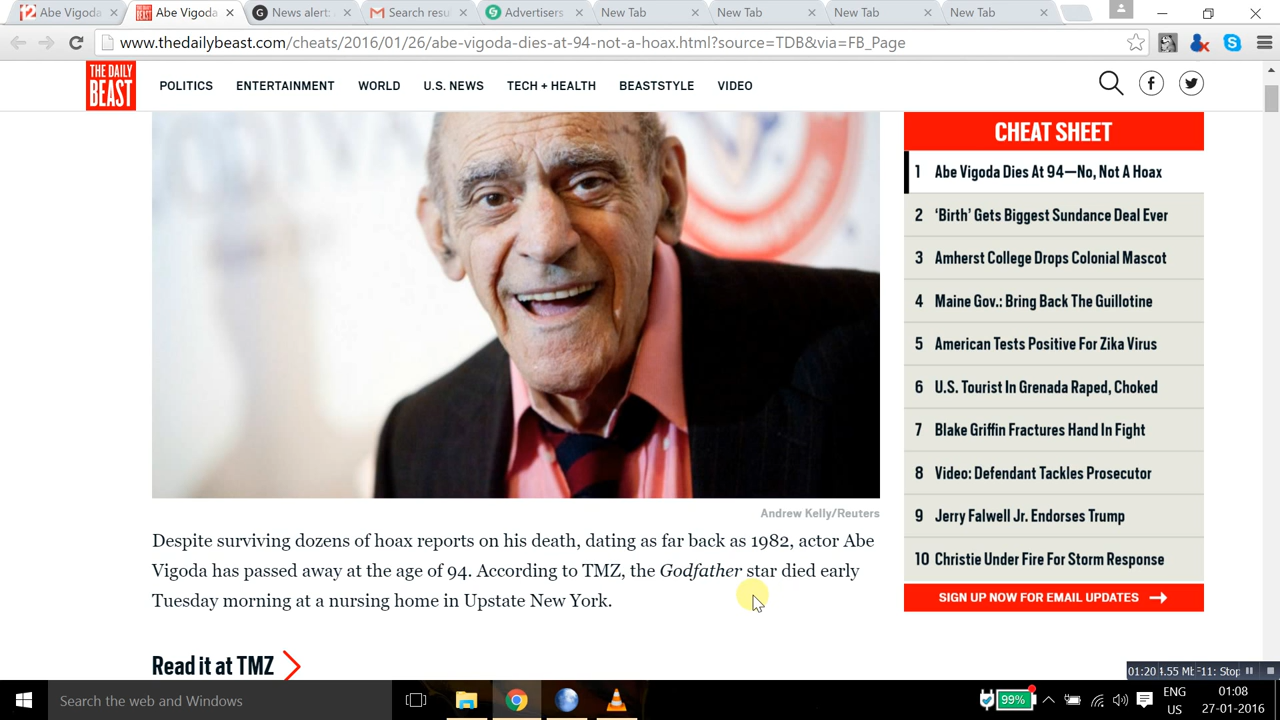 Abe Vigoda
Abe Vigoda
News alert:
Search resu
Advertisers
New Tab
New Tab
New Tab
New Tab
www.thedailybeast.com/cheats/2016/01/26/abe-vigoda-dies-at-94-not-a-hoax.html?source=TDB&via=FB_Page
THE DAILY
BEAST
POLITICS ENTERTAINMENT WORLD U.S. NEWS TECH + HEALTH BEASTSTYLE VIDEO
Andrew Kelly/Reuters
Despite surviving dozens of hoax reports on his death, dating as far back as 1982, actor Abe
Vigoda has passed away at the age of 94. According to TMZ, the Godfather star died early
Tuesday morning at a nursing home in Upstate New York.
Read it at TMZ
CHEAT SHEET
1 Abe Vigoda Dies At 94—No, Not A Hoax
2 ‘Birth’ Gets Biggest Sundance Deal Ever
3 Amherst College Drops Colonial Mascot
4 Maine Gov.: Bring Back The Guillotine
5 American Tests Positive For Zika Virus
6 U.S. Tourist In Grenada Raped, Choked
7 Blake Griffin Fractures Hand In Fight
8 Video: Defendant Tackles Prosecutor
9 Jerry Falwell Jr. Endorses Trump
10 Christie Under Fire For Storm Response
SIGN UP NOW FOR EMAIL UPDATES
01:20 Stop
Search the web and Windows
99%
ENG
US
01:08
27-01-2016